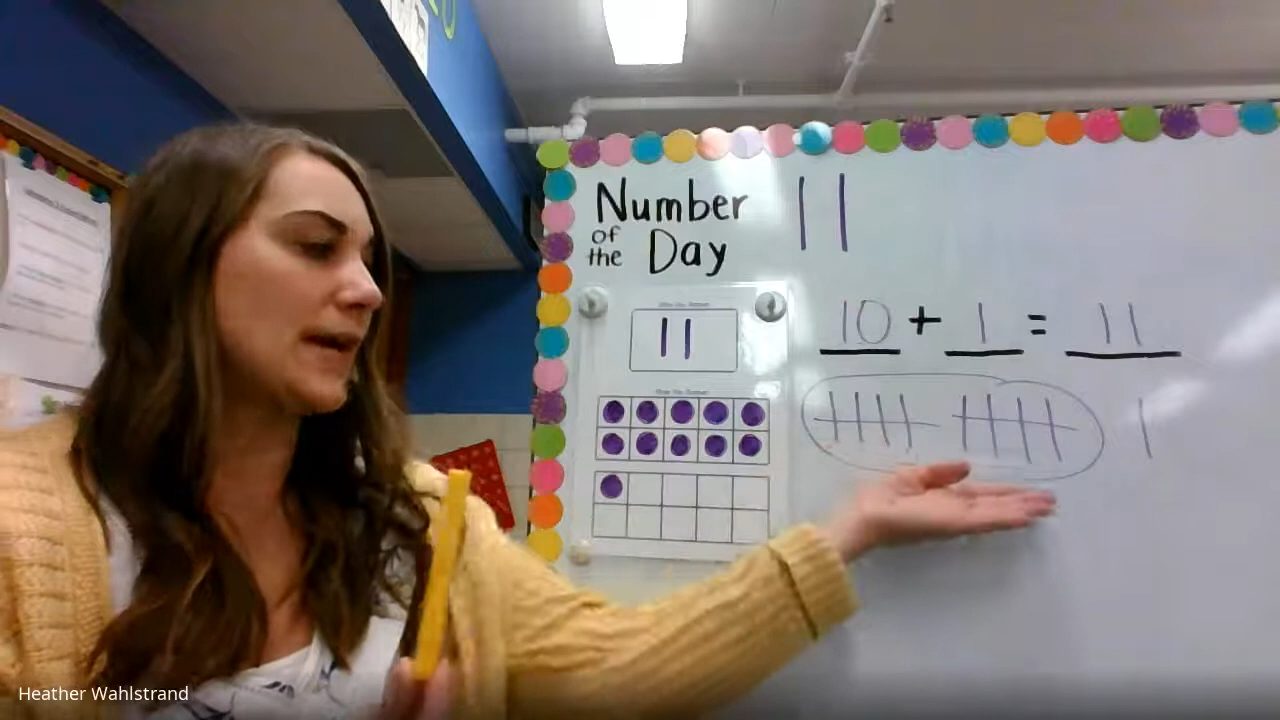 Number
of
the Day
11
11
10 + 1 = 11
Heather Wahlstrand